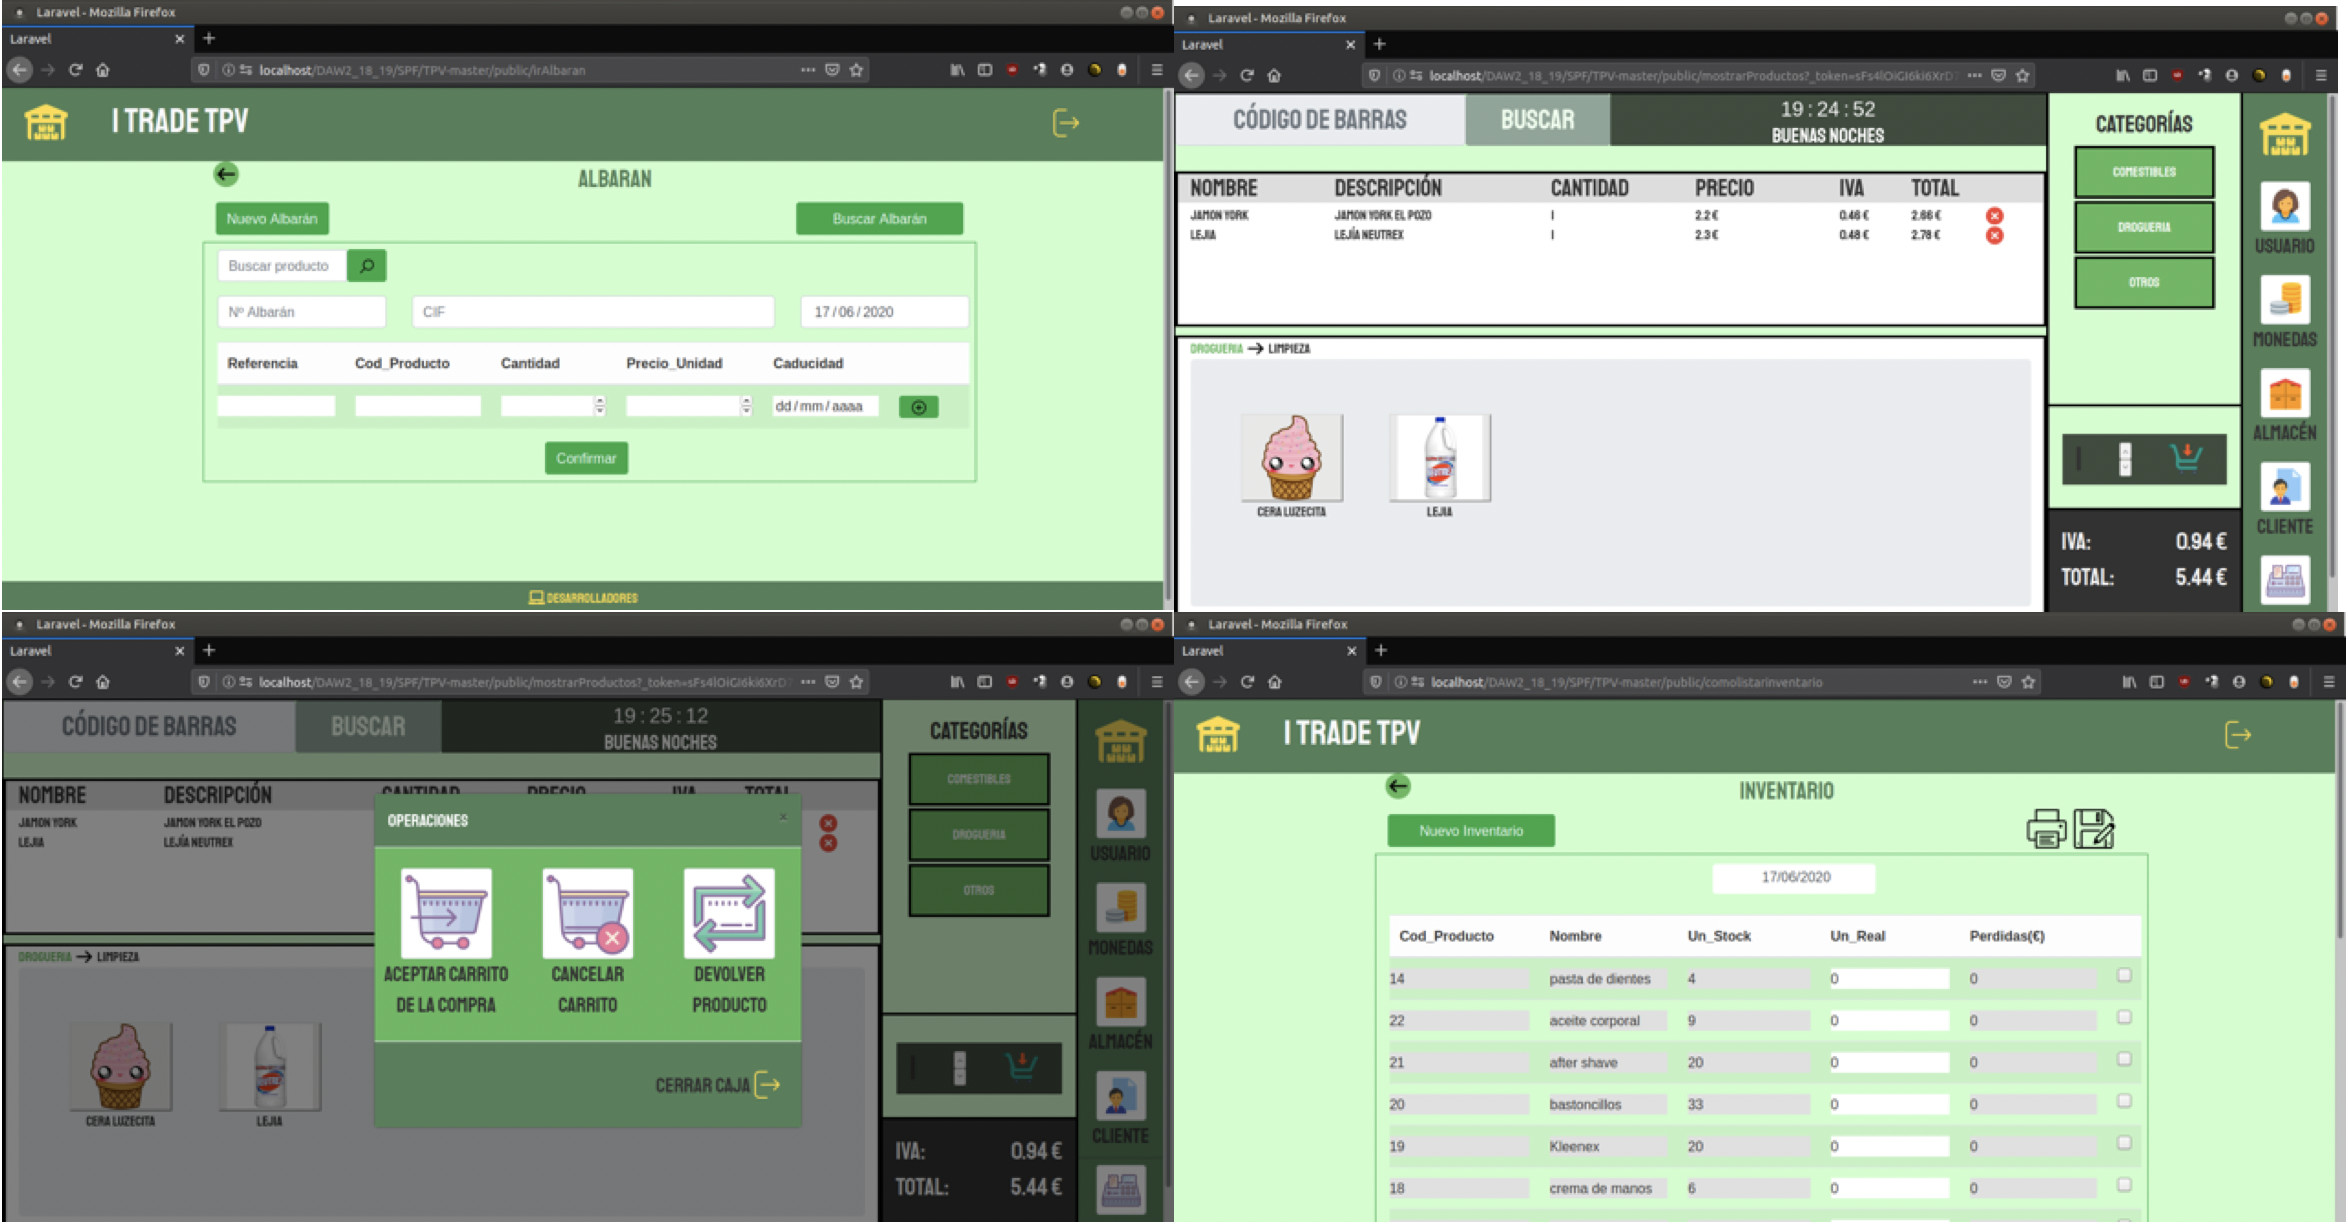 Laravel - Mozilla Firefox
Laravel
localhost/DAW2_18_19/SPF/TPV-master/public/irAlbaran
I TRADE TPV
ALBARAN
Nuevo Albarán
Buscar Albarán
Buscar producto
Nº Albarán CIF 17/06/2020
Referencia Cod_Producto Cantidad Precio_Unidad Caducidad
dd/mm/aaaa
Confirmar
DESARROLLADORES
Laravel - Mozilla Firefox
Laravel
localhost/DAW2_18_19/SPF/TPV-master/public/mostrarProductos?_token=sFs4lOiGI6ki6XrD
CÓDIGO DE BARRAS BUSCAR
19:24:52
BUENAS NOCHES
NOMBRE DESCRIPCIÓN CANTIDAD PRECIO IVA TOTAL
JAMON YORK JAMON YORK EL POZO 1 2.2 € 0.46 € 2.66 €
LEJIA LEJÍA NEUTREX 1 2.3 € 0.48 € 2.78 €
DROGUERIA → LIMPIEZA
CERA LUZECITA LEJIA
CATEGORÍAS
COMESTIBLES
DROGUERIA
OTROS
IVA: 0.94 €
TOTAL: 5.44 €
USUARIO
MONEDAS
ALMACÉN
CLIENTE
Laravel - Mozilla Firefox
Laravel
localhost/DAW2_18_19/SPF/TPV-master/public/mostrarProductos?_token=sFs4lOiGI6ki6XrD
CÓDIGO DE BARRAS BUSCAR
19:25:12
BUENAS NOCHES
NOMBRE DESCRIPCIÓN CANTIDAD PRECIO IVA TOTAL
JAMON YORK JAMON YORK EL POZO
LEJIA LEJÍA NEUTREX
DROGUERIA → LIMPIEZA
CERA LUZECITA LEJIA
OPERACIONES
×
ACEPTAR CARRITO
DE LA COMPRA
CANCELAR
CARRITO
DEVOLVER
PRODUCTO
CERRAR CAJA
CATEGORÍAS
COMESTIBLES
DROGUERIA
OTROS
IVA: 0.94 €
TOTAL: 5.44 €
USUARIO
MONEDAS
ALMACÉN
CLIENTE
Laravel - Mozilla Firefox
Laravel
localhost/DAW2_18_19/SPF/TPV-master/public/comolistarinventario
I TRADE TPV
INVENTARIO
Nuevo Inventario
17/06/2020
Cod_Producto Nombre Un_Stock Un_Real Perdidas(€)
14 pasta de dientes 4 0 0
22 aceite corporal 9 0 0
21 after shave 20 0 0
20 bastoncillos 33 0 0
19 Kleenex 20 0 0
18 crema de manos 6 0 0